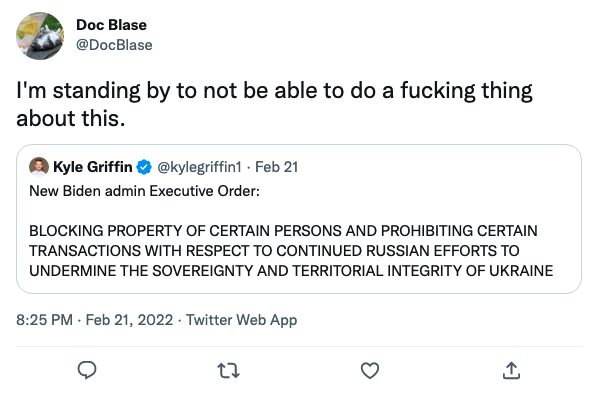 Doc Blase
@DocBlase
I'm standing by to not be able to do a fucking thing
about this.
Kyle Griffin @kylegriffin1 · Feb 21
New Biden admin Executive Order:
BLOCKING PROPERTY OF CERTAIN PERSONS AND PROHIBITING CERTAIN
TRANSACTIONS WITH RESPECT TO CONTINUED RUSSIAN EFFORTS TO
UNDERMINE THE SOVEREIGNTY AND TERRITORIAL INTEGRITY OF UKRAINE
8:25 PM · Feb 21, 2022 · Twitter Web App